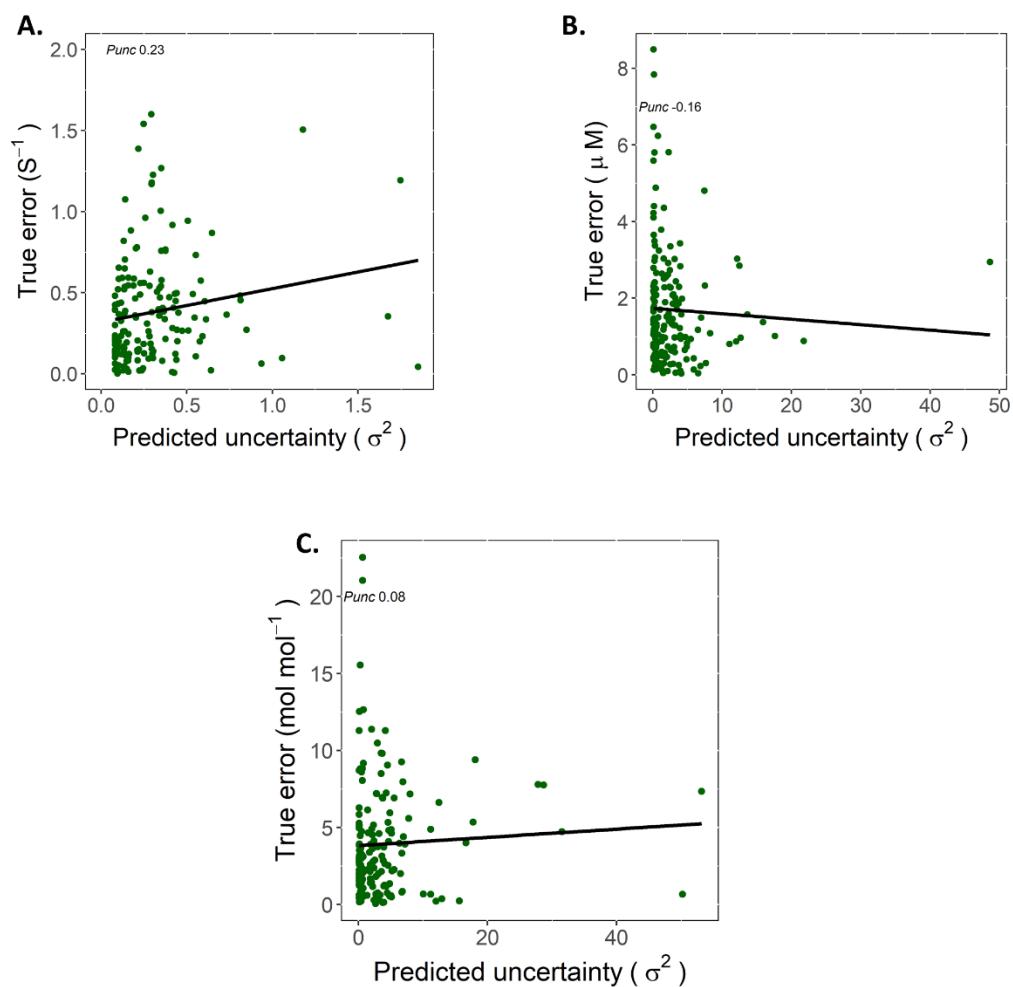 A.
Punc 0.23
2.0
1.5
1.0
0.5
0.0
True error (S⁻¹ )
0.0 0.5 1.0 1.5
Predicted uncertainty ( σ² )
B.
Punc -0.16
8
6
4
2
0
True error ( μ M)
0 10 20 30 40 50
Predicted uncertainty ( σ² )
C.
Punc 0.08
20
15
10
5
0
True error (mol mol⁻¹ )
0 20 40
Predicted uncertainty ( σ² )